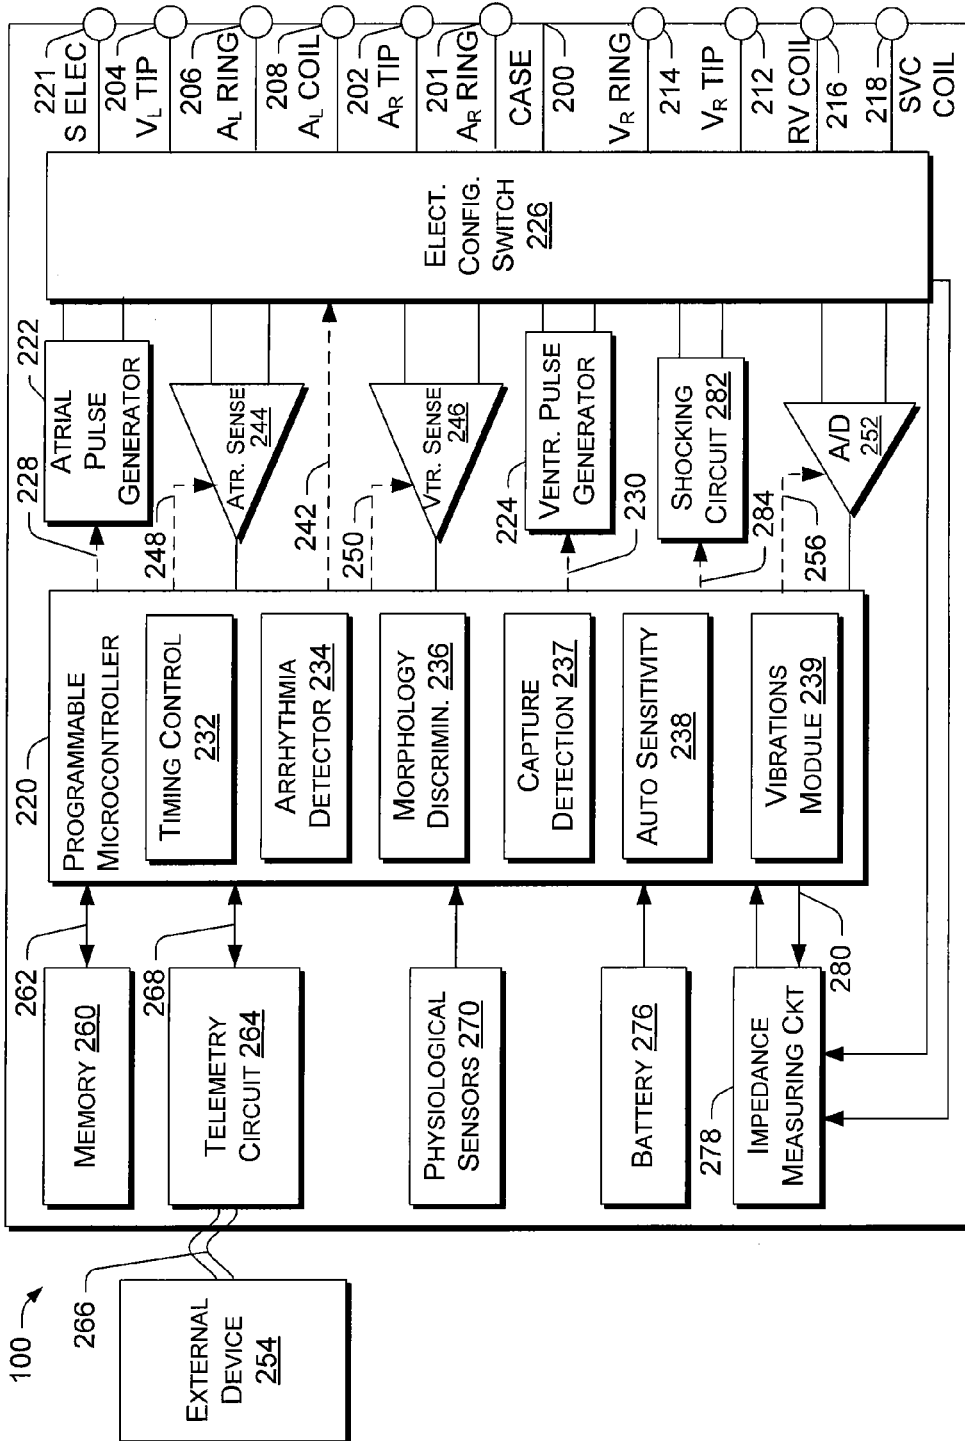 100
EXTERNAL
DEVICE
254
266
MEMORY 260
262
TELEMETRY
CIRCUIT 264
268
PHYSIOLOGICAL
SENSORS 270
BATTERY 276
278
IMPEDANCE
MEASURING CKT
280
220
PROGRAMMABLE
MICROCONTROLLER
TIMING CONTROL
232
ARRHYTHMIA
DETECTOR 234
MORPHOLOGY
DISCRIMIN. 236
CAPTURE
DETECTION 237
AUTO SENSITIVITY
238
VIBRATIONS
MODULE 239
222
ATRIAL
PULSE
GENERATOR
228
248
ATR. SENSE
244
242
250
VTR. SENSE
246
224
VENTR. PULSE
GENERATOR
230
SHOCKING
CIRCUIT 282
284
A/D
252
256
ELECT.
CONFIG.
SWITCH
226
221
S ELEC
204
VL TIP
206
AL RING
208
AL COIL
202
AR TIP
201
AR RING
CASE
200
VR RING
214
VR TIP
212
RV COIL
216
218
SVC
COIL